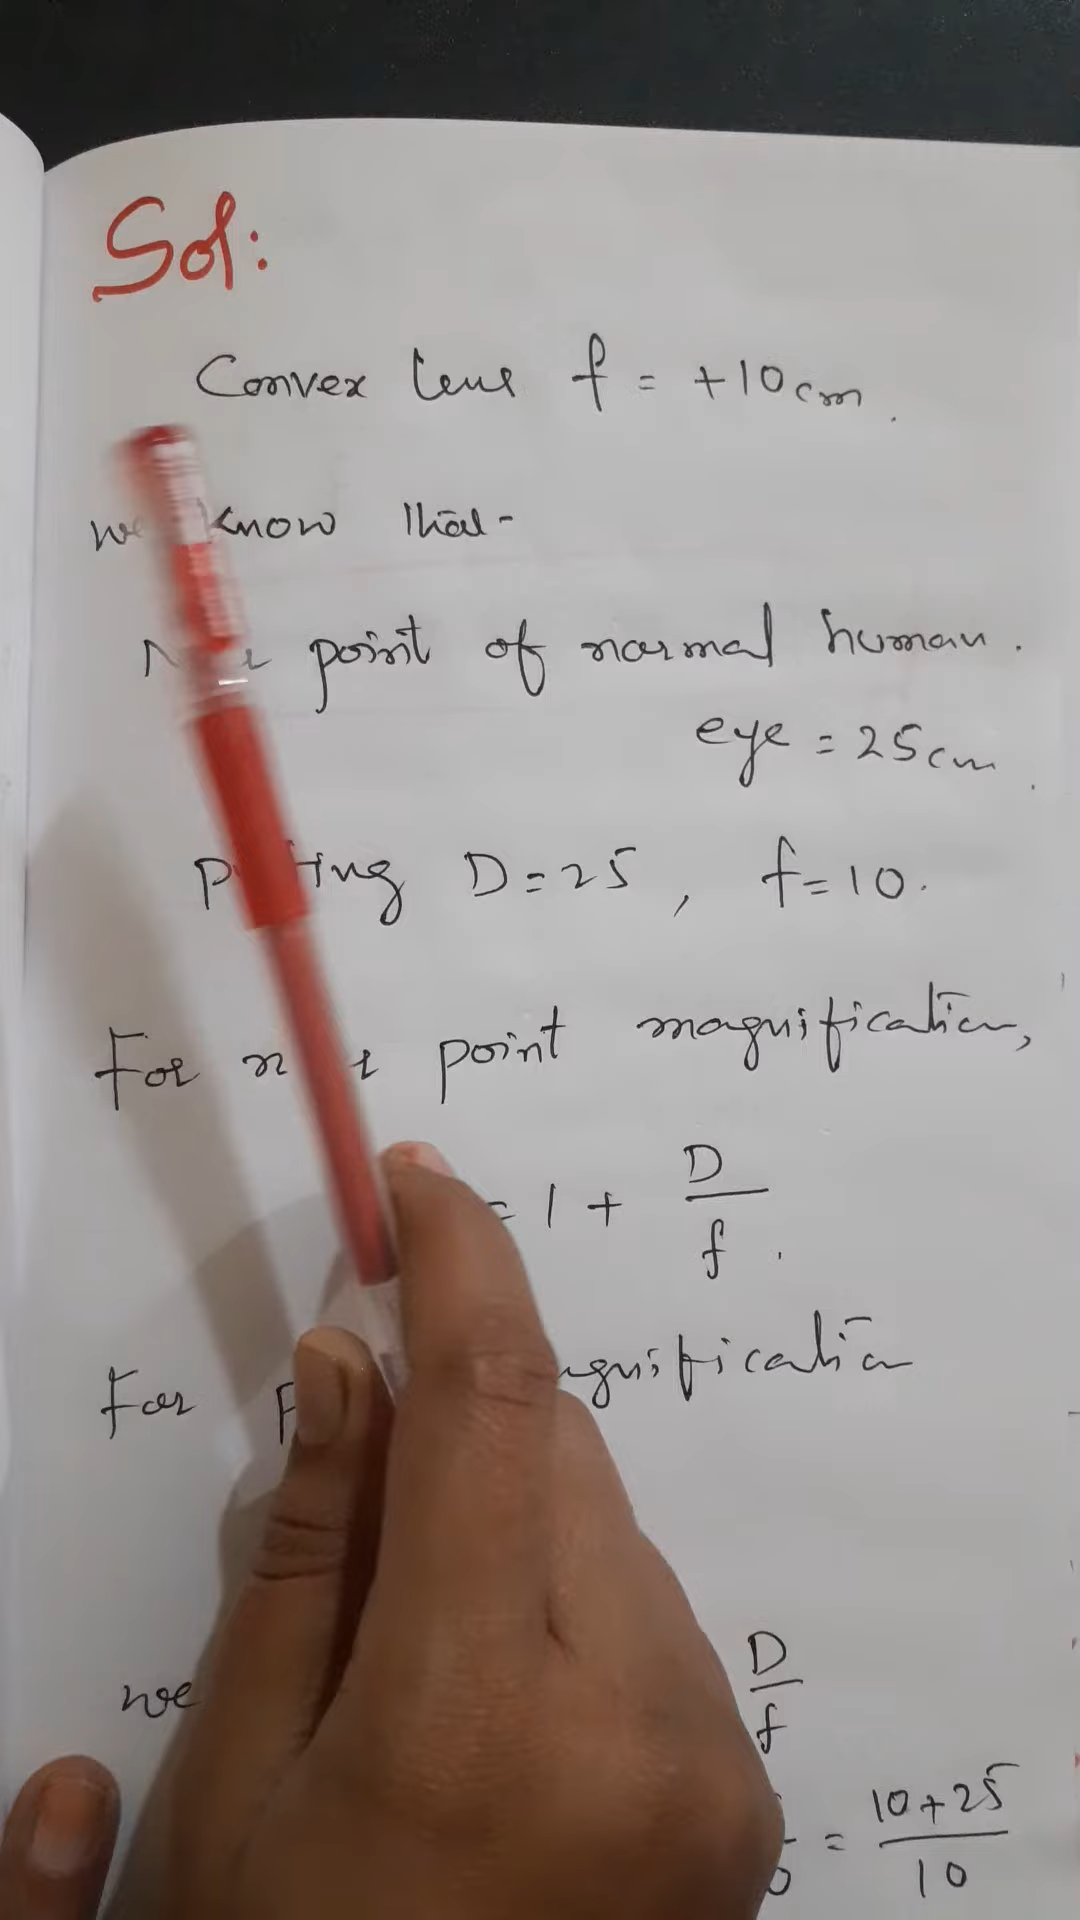 Sol:
Convex lens f = +10cm.
know that
point of normal human.
eye = 25cm.
D=25, f=10.
For point magnification,
= 1 + D/f.
For
we D/f
= 10+25/10